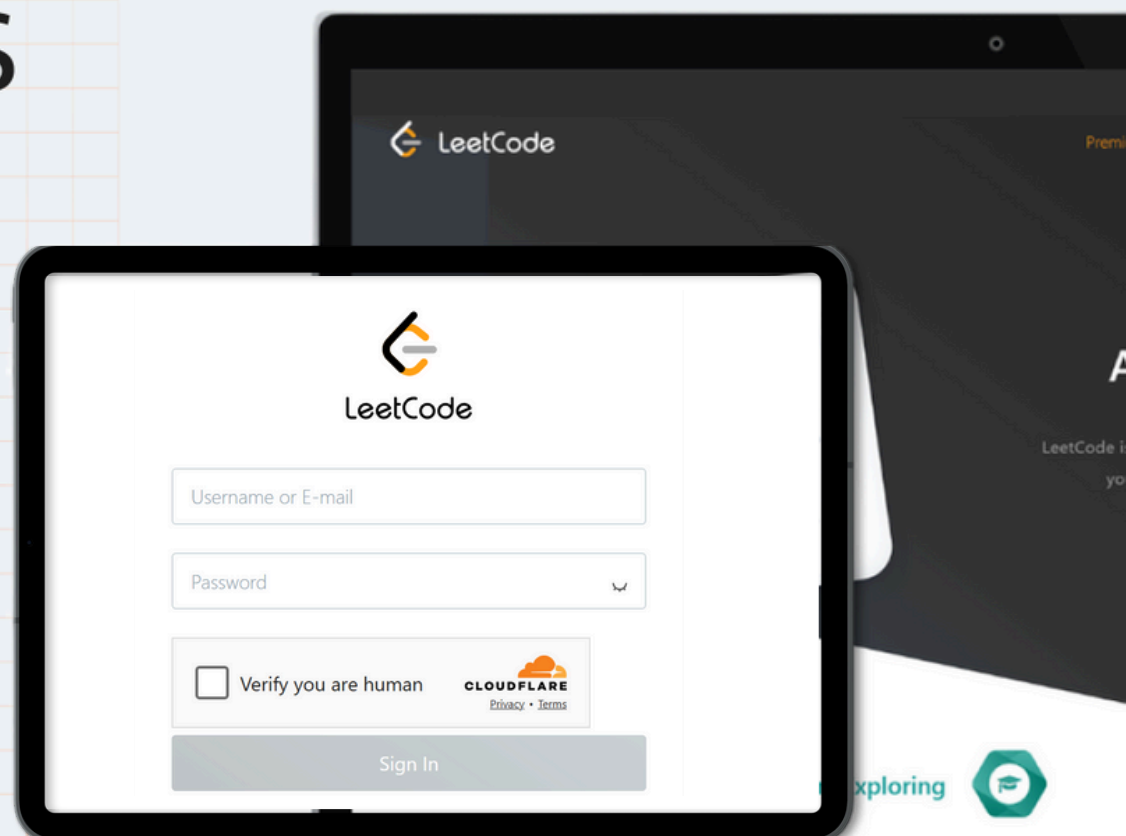 S
LeetCode
Premi
A
LeetCode is
yo
LeetCode
Username or E-mail
Password
Verify you are human
CLOUDFLARE
Privacy • Terms
Sign In
xploring